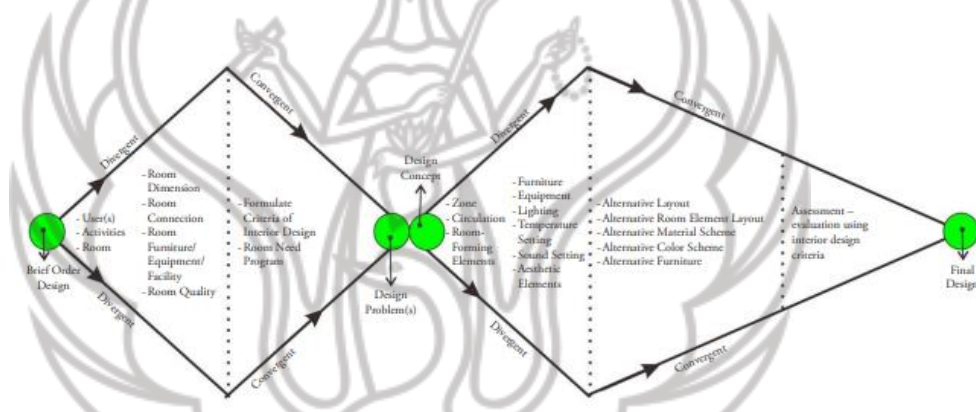 Divergent
Divergent
Brief Order
Design
- User(s)
- Activities
- Room
- Room
Dimension
- Room
Connection
- Room
Furniture/
Equipment/
Facility
- Room Quality
Convergent
Convergent
- Formulate
Criteria of
Interior Design
- Room Need
Program
Design
Problem(s)
Design
Concept
Divergent
Divergent
- Zone
- Circulation
- Room-
Forming
Elements
- Furniture
- Equipment
- Lighting
- Temperature
Setting
- Sound Setting
- Aesthetic
Elements
Convergent
Convergent
- Alternative Layout
- Alternative Room Element Layout
- Alternative Material Scheme
- Alternative Color Scheme
- Alternative Furniture
Assessment –
evaluation using
interior design
criteria
Final
Design